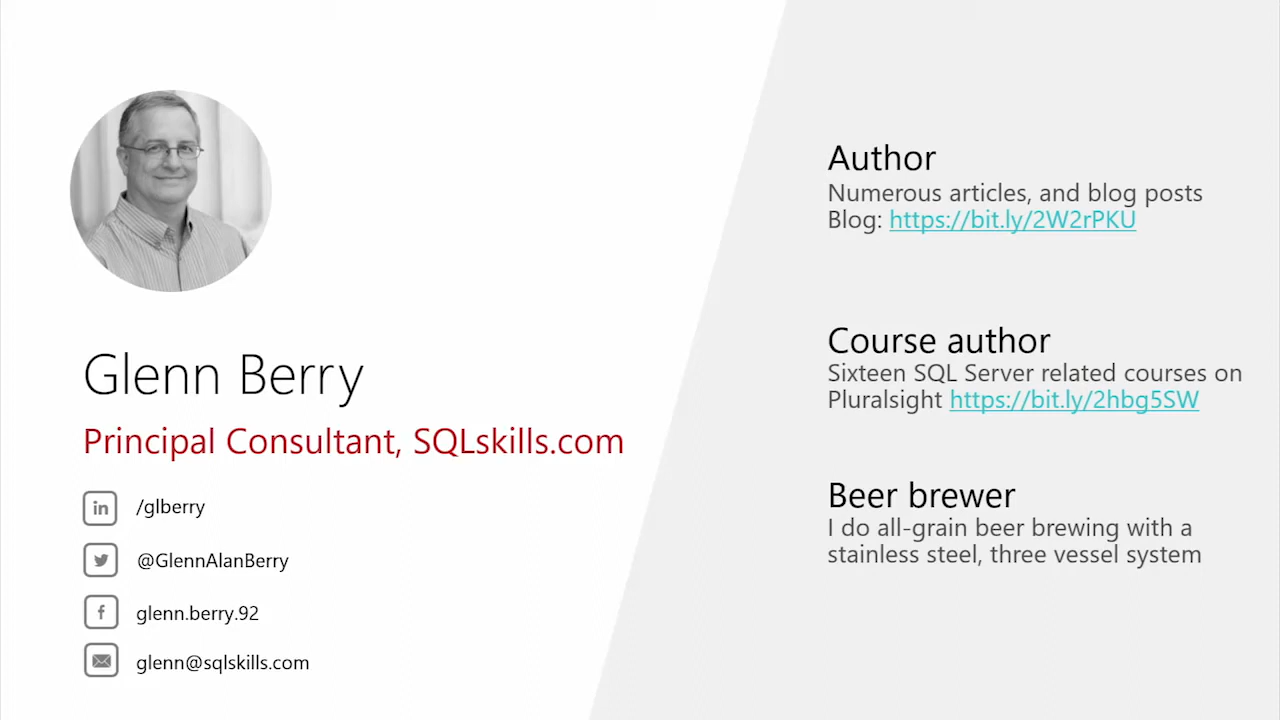 Glenn Berry
Principal Consultant, SQLskills.com
in
/glberry
@GlennAlanBerry
f
glenn.berry.92
glenn@sqlskills.com
Author
Numerous articles, and blog posts
Blog: https://bit.ly/2W2rPKU
Course author
Sixteen SQL Server related courses on
Pluralsight https://bit.ly/2hbg5SW
Beer brewer
I do all-grain beer brewing with a
stainless steel, three vessel system